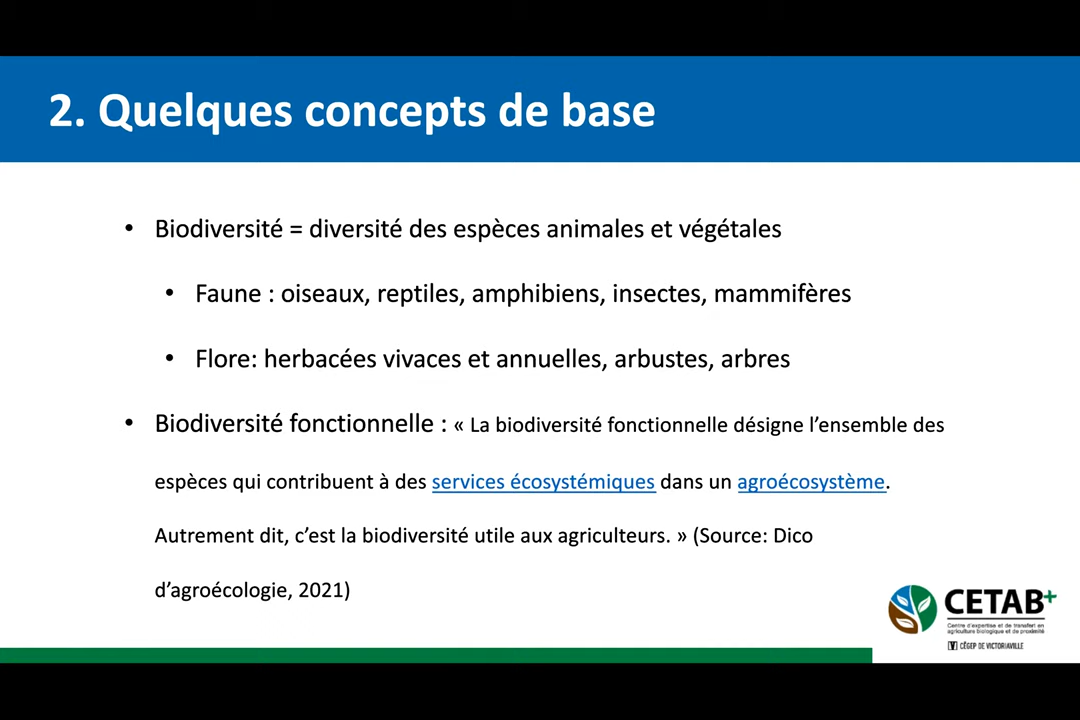 2. Quelques concepts de base
• Biodiversité = diversité des espèces animales et végétales
• Faune : oiseaux, reptiles, amphibiens, insectes, mammifères
• Flore: herbacées vivaces et annuelles, arbustes, arbres
• Biodiversité fonctionnelle : « La biodiversité fonctionnelle désigne l’ensemble des
espèces qui contribuent à des services écosystémiques dans un agroécosystème.
Autrement dit, c’est la biodiversité utile aux agriculteurs. » (Source: Dico
d’agroécologie, 2021)
CETAB+
Centre d'expertise et de transfert en
agriculture biologique et de proximité
CÉGEP DE VICTORIAVILLE